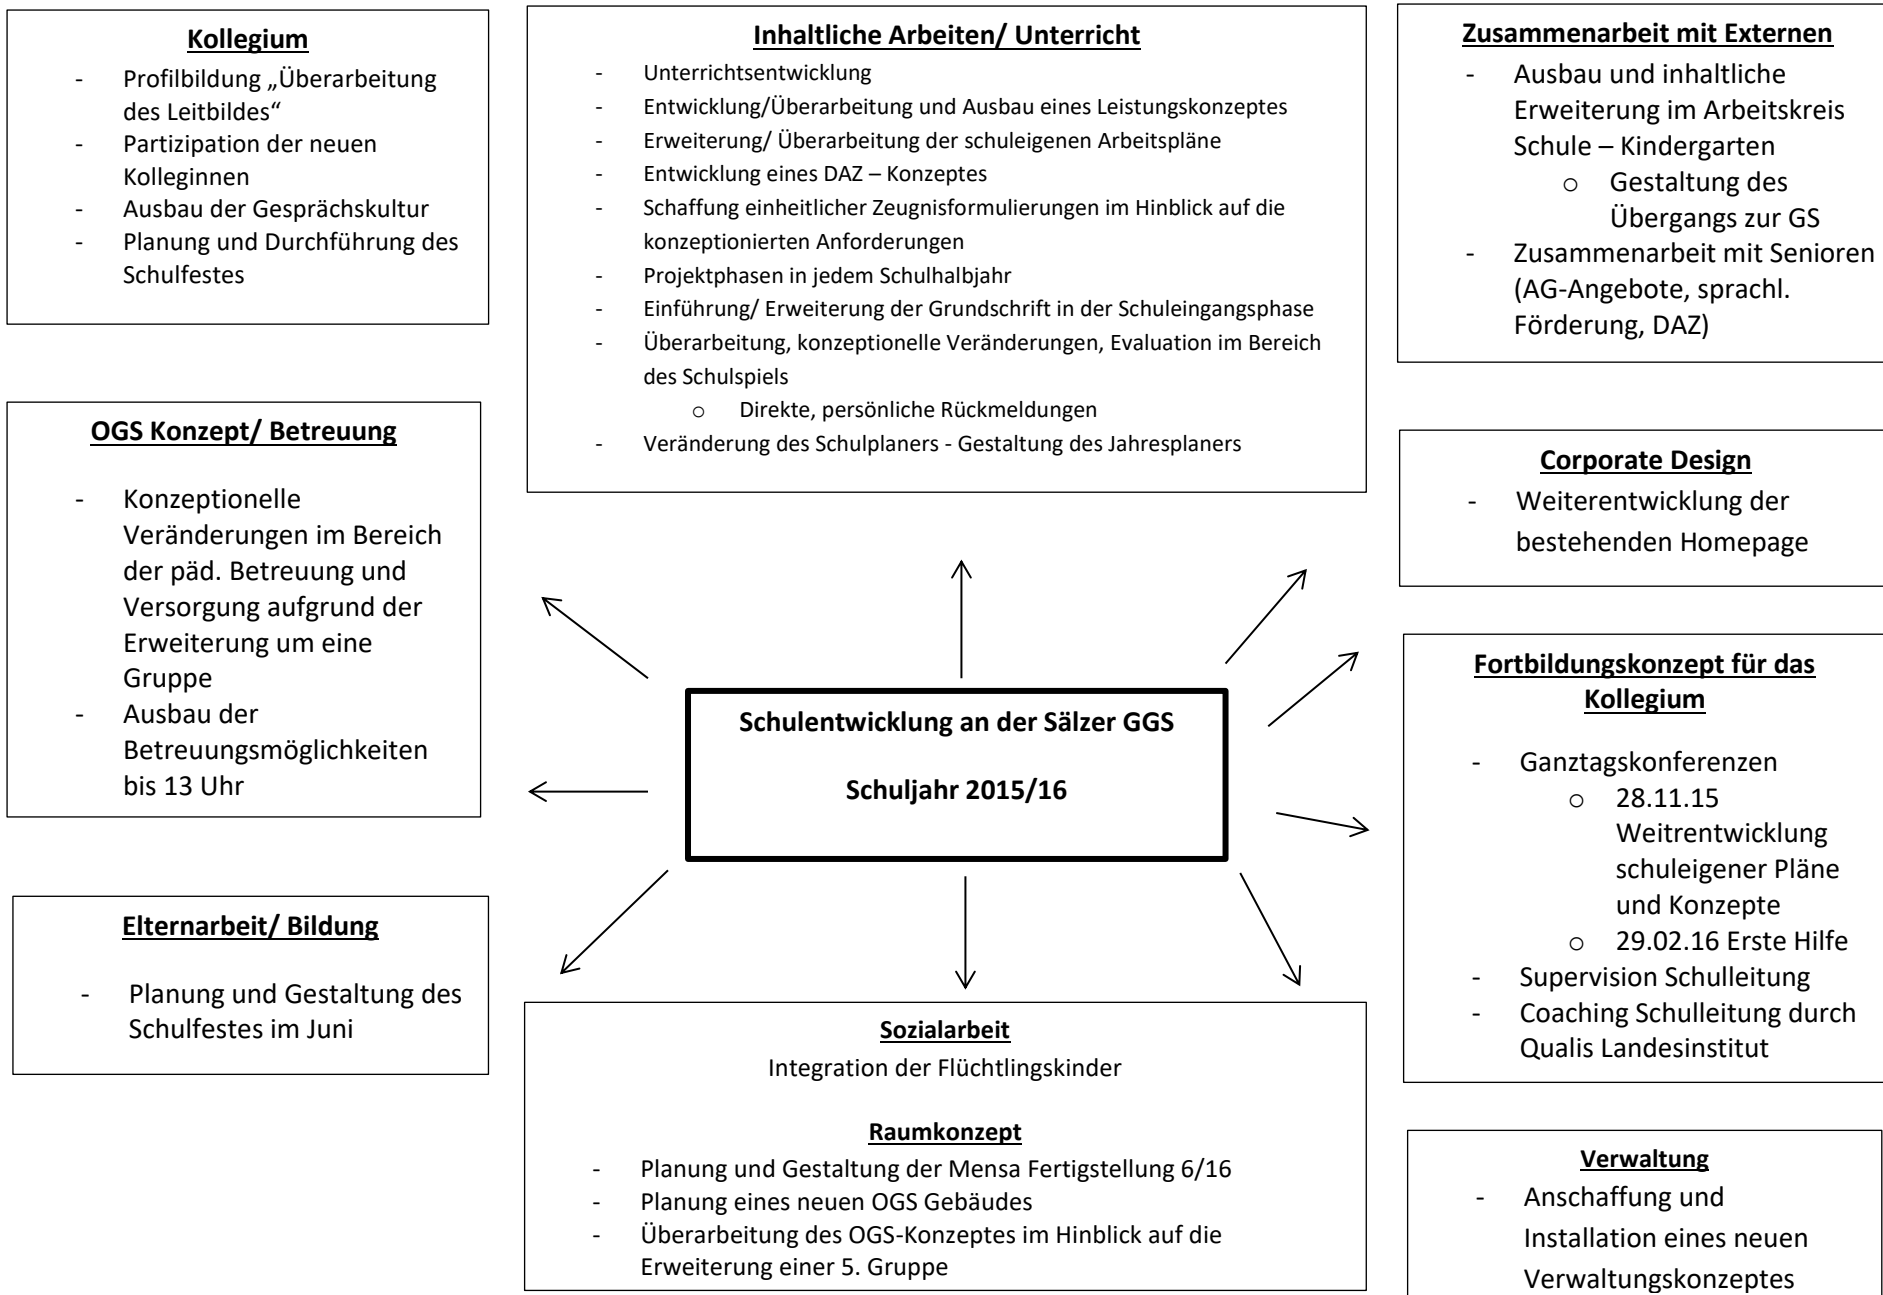 Kollegium
- Profilbildung „Überarbeitung
des Leitbildes“
- Partizipation der neuen
Kolleginnen
- Ausbau der Gesprächskultur
- Planung und Durchführung des
Schulfestes
Inhaltliche Arbeiten/ Unterricht
- Unterrichtsentwicklung
- Entwicklung/Überarbeitung und Ausbau eines Leistungskonzeptes
- Erweiterung/ Überarbeitung der schuleigenen Arbeitspläne
- Entwicklung eines DAZ – Konzeptes
- Schaffung einheitlicher Zeugnisformulierungen im Hinblick auf die
konzeptionierten Anforderungen
- Projektphasen in jedem Schulhalbjahr
- Einführung/ Erweiterung der Grundschrift in der Schuleingangsphase
- Überarbeitung, konzeptionelle Veränderungen, Evaluation im Bereich
des Schulspiels
o Direkte, persönliche Rückmeldungen
- Veränderung des Schulplaners - Gestaltung des Jahresplaners
Zusammenarbeit mit Externen
- Ausbau und inhaltliche
Erweiterung im Arbeitskreis
Schule – Kindergarten
o Gestaltung des
Übergangs zur GS
- Zusammenarbeit mit Senioren
(AG-Angebote, sprachl.
Förderung, DAZ)
OGS Konzept/ Betreuung
- Konzeptionelle
Veränderungen im Bereich
der päd. Betreuung und
Versorgung aufgrund der
Erweiterung um eine
Gruppe
- Ausbau der
Betreuungsmöglichkeiten
bis 13 Uhr
Corporate Design
- Weiterentwicklung der
bestehenden Homepage
Schulentwicklung an der Sälzer GGS
Schuljahr 2015/16
Fortbildungskonzept für das
Kollegium
- Ganztagskonferenzen
o 28.11.15
Weitrentwicklung
schuleigener Pläne
und Konzepte
o 29.02.16 Erste Hilfe
- Supervision Schulleitung
- Coaching Schulleitung durch
Qualis Landesinstitut
Elternarbeit/ Bildung
- Planung und Gestaltung des
Schulfestes im Juni
Sozialarbeit
Integration der Flüchtlingskinder
Raumkonzept
- Planung und Gestaltung der Mensa Fertigstellung 6/16
- Planung eines neuen OGS Gebäudes
- Überarbeitung des OGS-Konzeptes im Hinblick auf die
Erweiterung einer 5. Gruppe
Verwaltung
- Anschaffung und
Installation eines neuen
Verwaltungskonzeptes